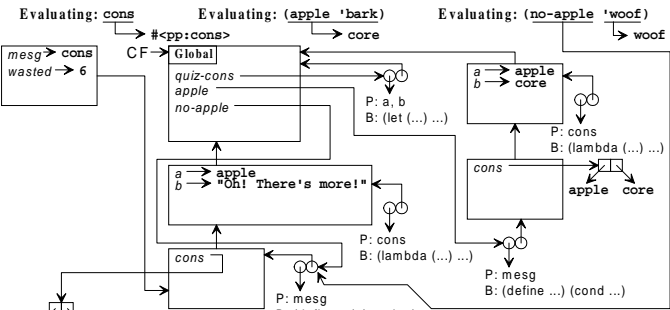 Evaluating: cons
#<pp:cons>
Evaluating: (apple 'bark)
core
Evaluating: (no-apple 'woof)
woof
mesg cons
wasted 6
CF
Global
quiz-cons
apple
no-apple
P: a, b
B: (let (...) ...)
a apple
b core
P: cons
B: (lambda (...) ...)
a apple
b "Oh! There's more!"
P: cons
B: (lambda (...) ...)
cons
apple core
cons
P: mesg
P: mesg
B: (define ...) (cond ...)